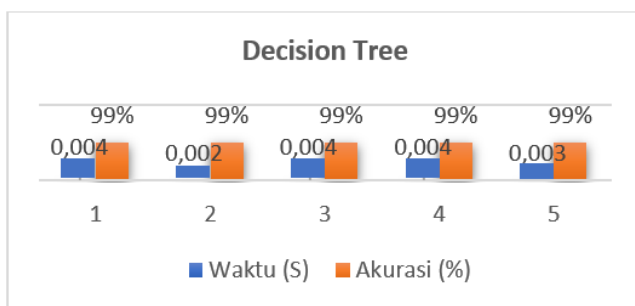 Decision Tree
99% 99% 99% 99% 99%
0,004 0,002 0,004 0,004 0,003
1 2 3 4 5
Waktu (S) Akurasi (%)